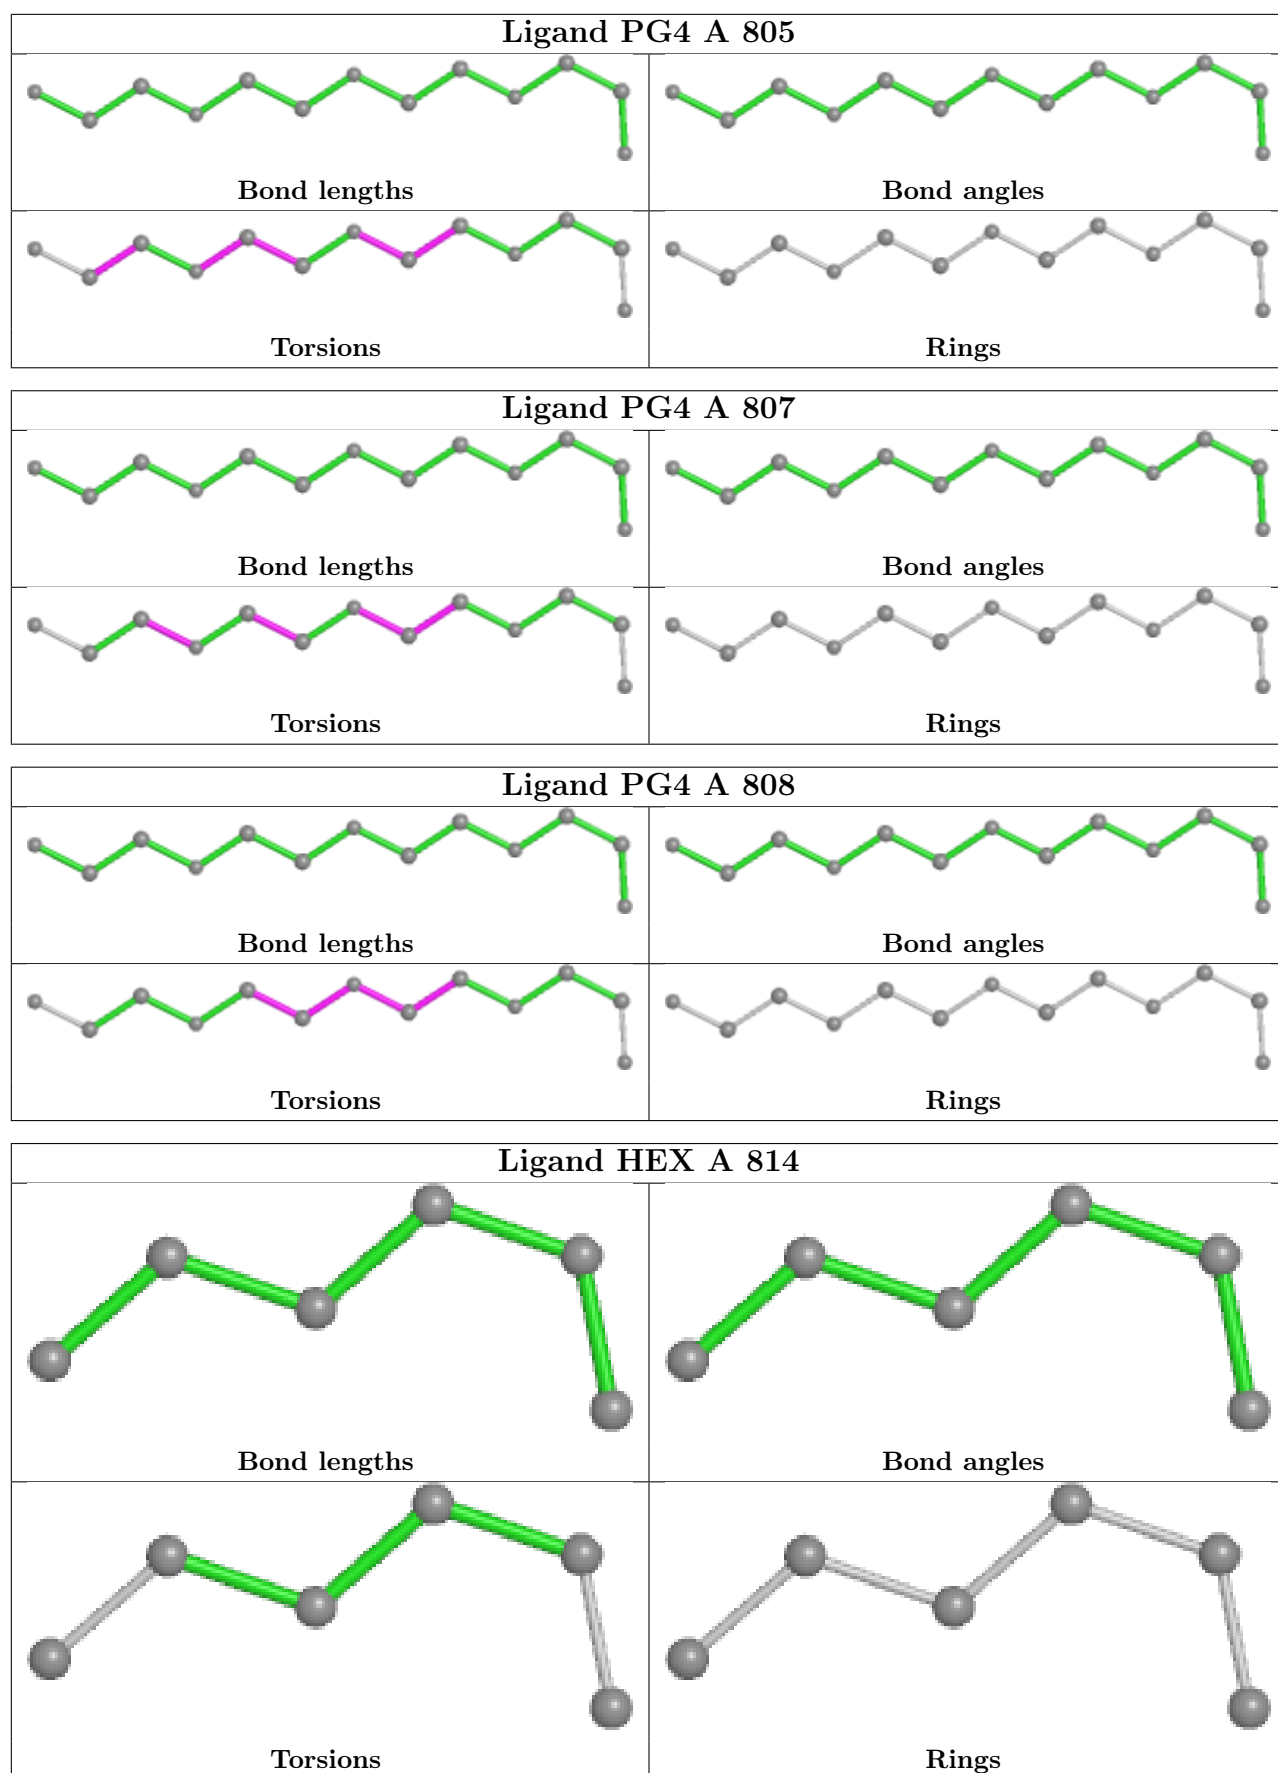 Ligand PG4 A 805
Bond lengths
Bond angles
Torsions
Rings
Ligand PG4 A 807
Bond lengths
Bond angles
Torsions
Rings
Ligand PG4 A 808
Bond lengths
Bond angles
Torsions
Rings
Ligand HEX A 814
Bond lengths
Bond angles
Torsions
Rings